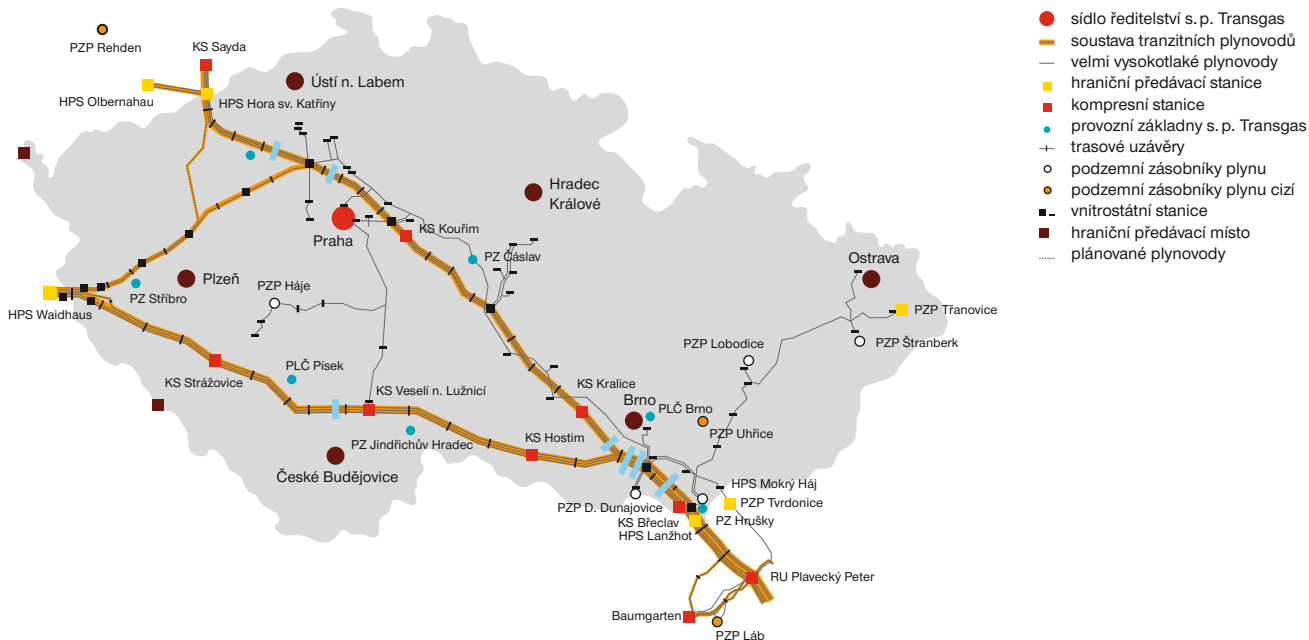 PZP Rehden
KS Sayda
HPS Olbernahau
HPS Hora sv. Katřiny
Ústí n. Labem
Hradec
Králové
Praha
KS Kouřim
PZ Čáslav
Ostrava
Plzeň
PZ Stříbro
PZP Háje
HPS Waidhaus
PZP Třanovice
PZP Štranberk
PZP Lobodice
KS Strážovice
PLČ Písek
KS Veselí n. Lužnicí
KS Kralice
Brno
PLČ Brno
PZP Uhřice
PZ Jindřichův Hradec
KS Hostim
České Budějovice
HPS Mokrý Háj
PZP D. Dunajovice
PZP Tvrdonice
KS Břeclav
PZ Hrušky
HPS Lanžhot
RU Plavecký Peter
Baumgarten
PZP Láb
sídlo ředitelství s. p. Transgas
soustava tranzitních plynovodů
velmi vysokotlaké plynovody
hraniční předávací stanice
kompresní stanice
provozní základny s. p. Transgas
trasové uzávěry
podzemní zásobníky plynu
podzemní zásobníky plynu cizí
vnitrostátní stanice
hraniční předávací místo
plánované plynovody